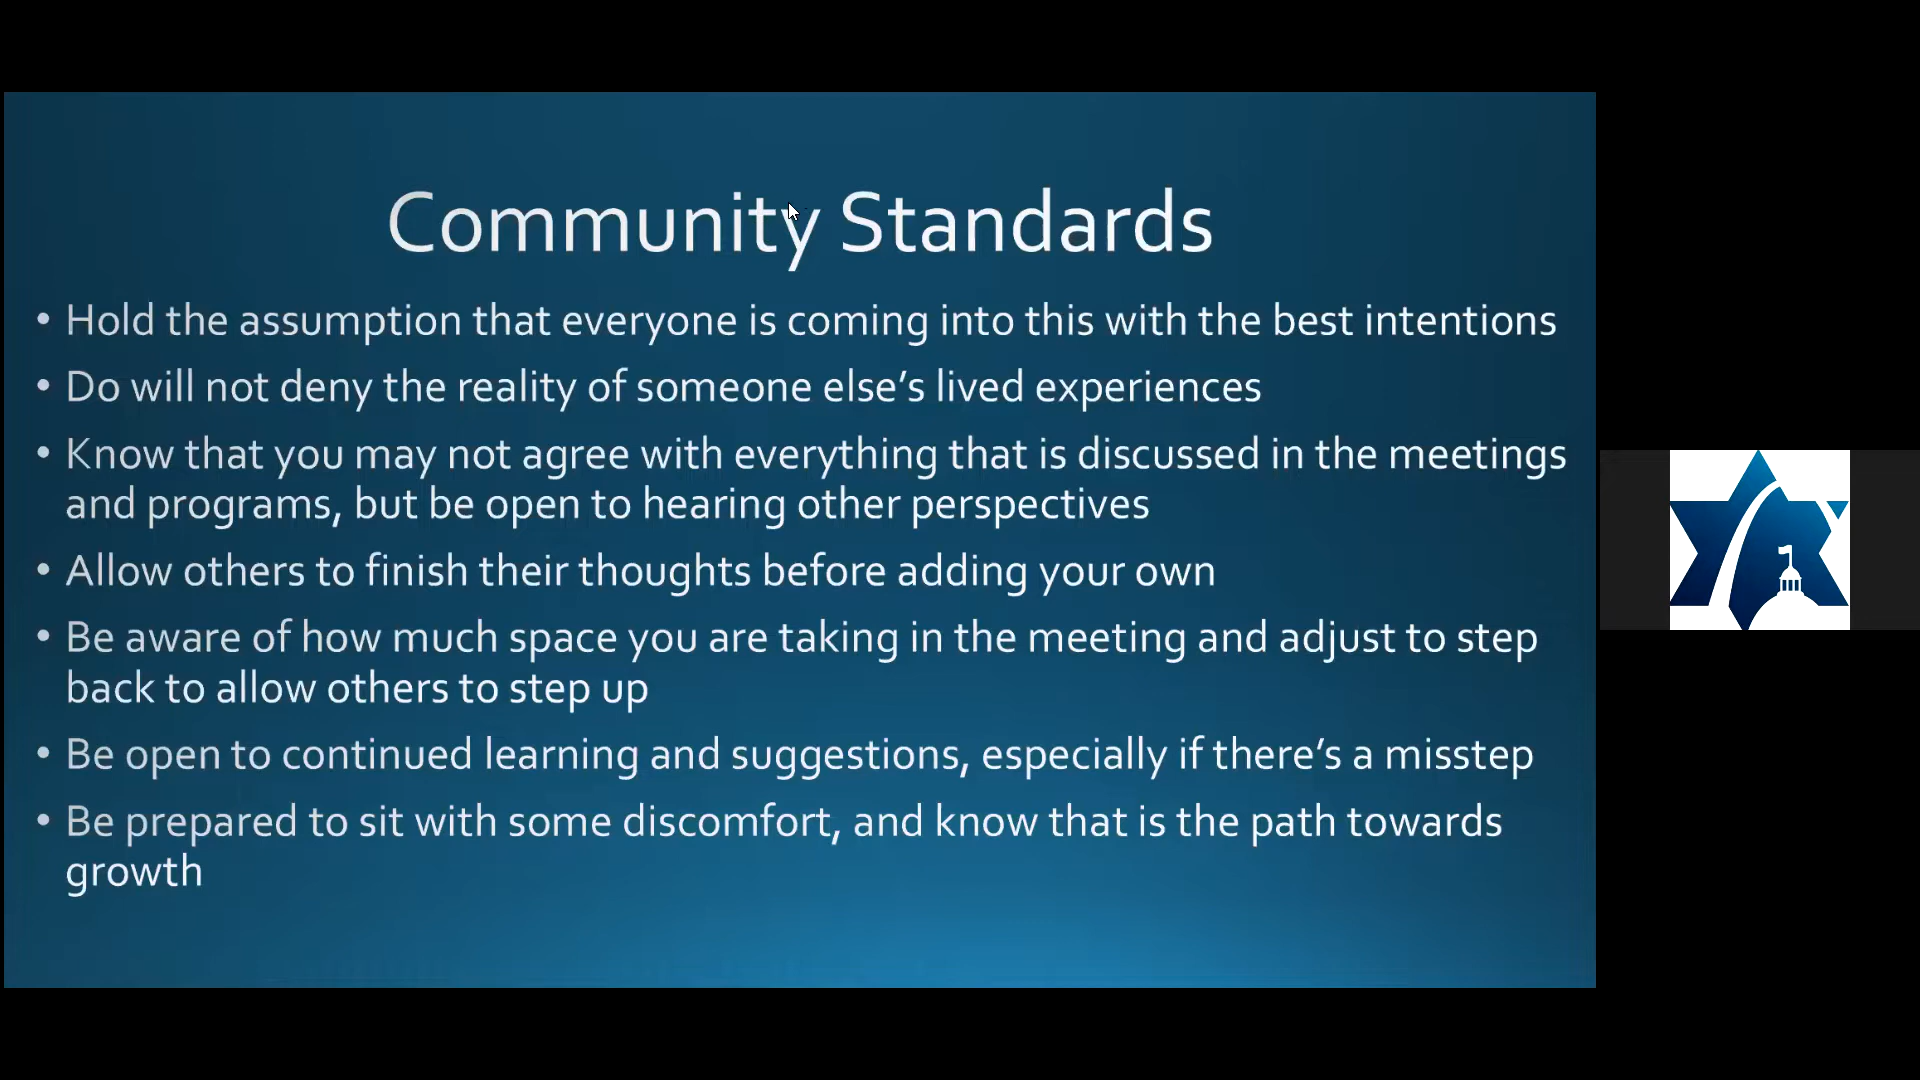 Community Standards
• Hold the assumption that everyone is coming into this with the best intentions
• Do will not deny the reality of someone else’s lived experiences
• Know that you may not agree with everything that is discussed in the meetings
and programs, but be open to hearing other perspectives
• Allow others to finish their thoughts before adding your own
• Be aware of how much space you are taking in the meeting and adjust to step
back to allow others to step up
• Be open to continued learning and suggestions, especially if there’s a misstep
• Be prepared to sit with some discomfort, and know that is the path towards
growth